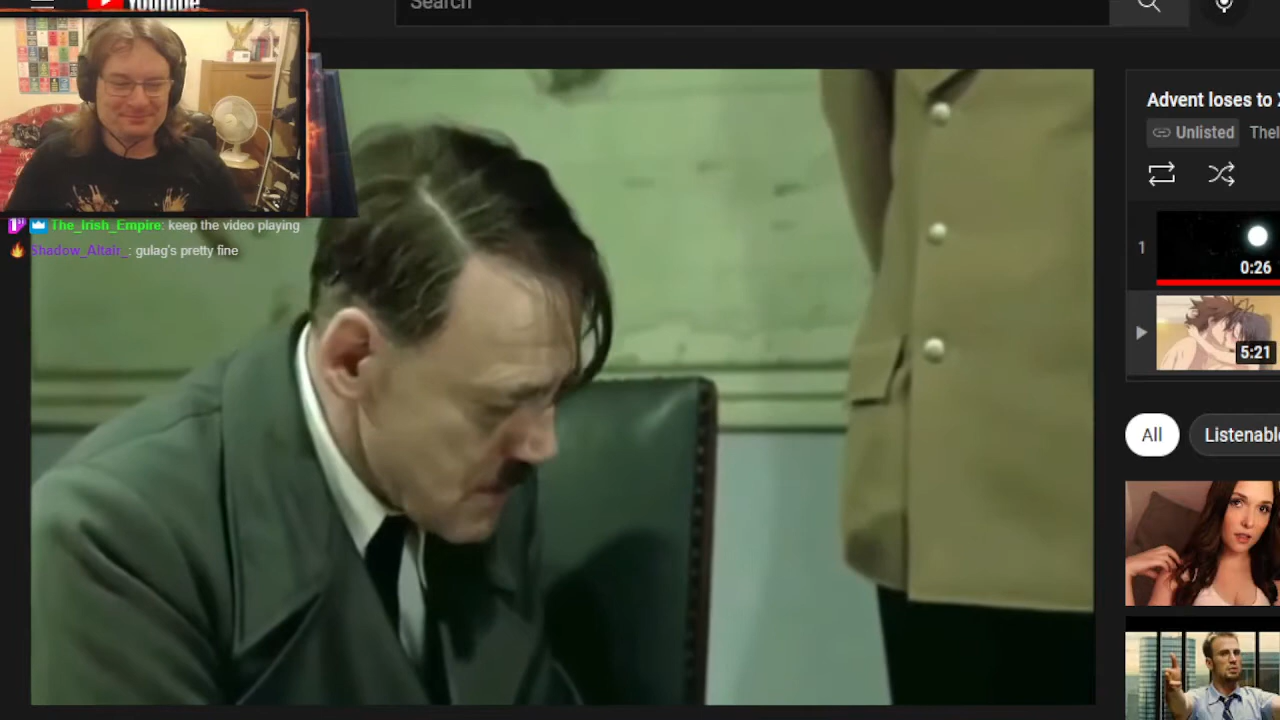 YouTube
Search
The_Irish_Empire: keep the video playing
Shadow_Altair_: gulag's pretty fine
Advent loses to
Unlisted
1
0:26
5:21
All